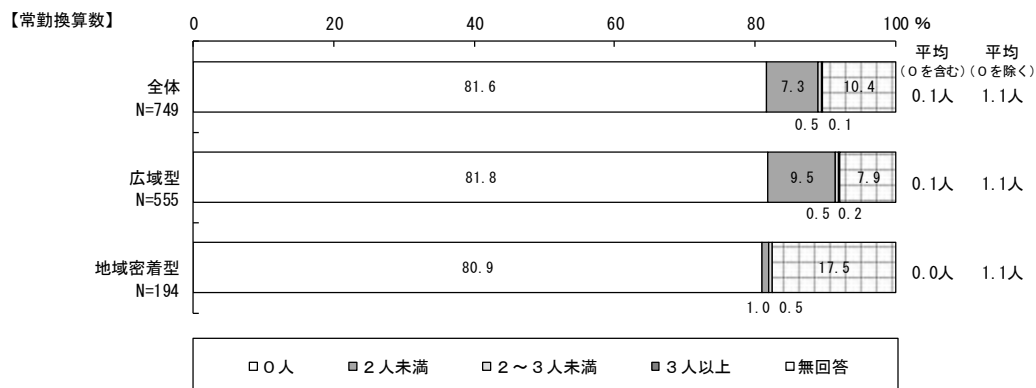 【常勤換算数】
0 20 40 60 80 100 %
平均 平均
(０を含む) (０を除く)
全体 81.6 7.3 10.4 0.1人 1.1人
N=749
0.5 0.1
広域型 81.8 9.5 7.9 0.1人 1.1人
N=555
0.5 0.2
地域密着型 80.9 17.5 0.0人 1.1人
N=194
1.0 0.5
０人 ２人未満 ２～３人未満 ３人以上 無回答